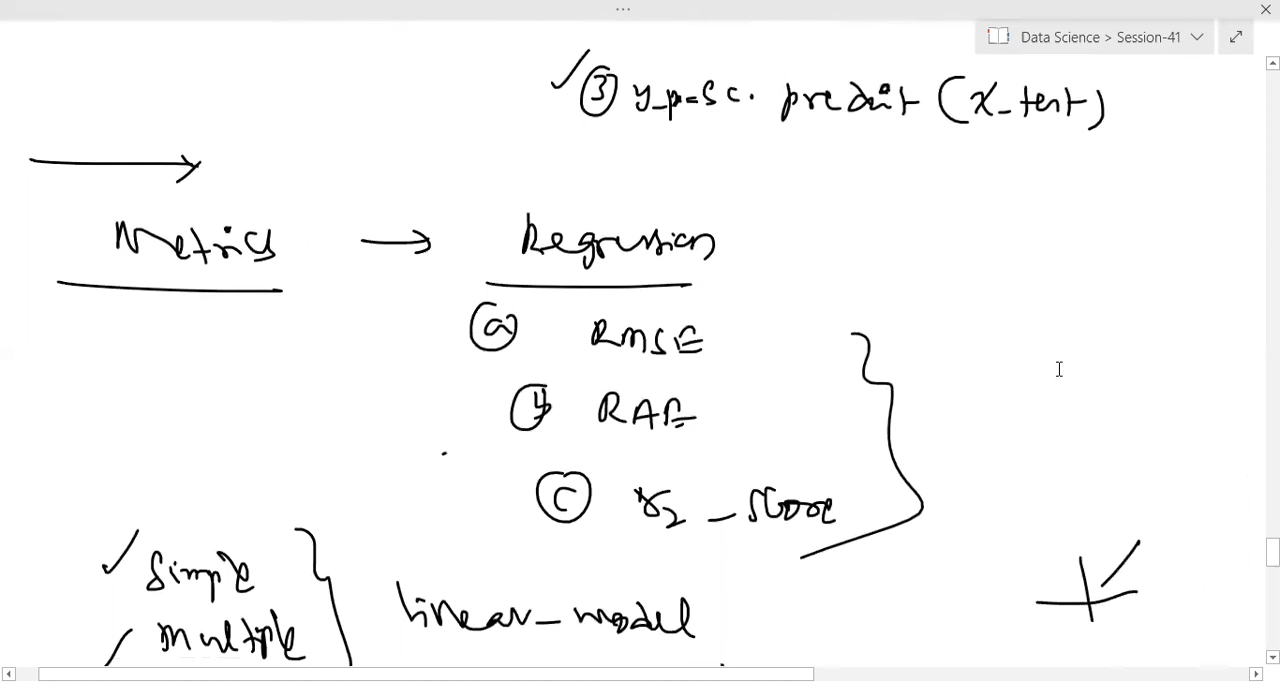 Data Science > Session-41
✓ ③ y_p = sc. predict (X_test)
Metrics → Regression
ⓐ RMSE
RAE
ⓒ r2_score
✓ Simple
multiple
linear_model